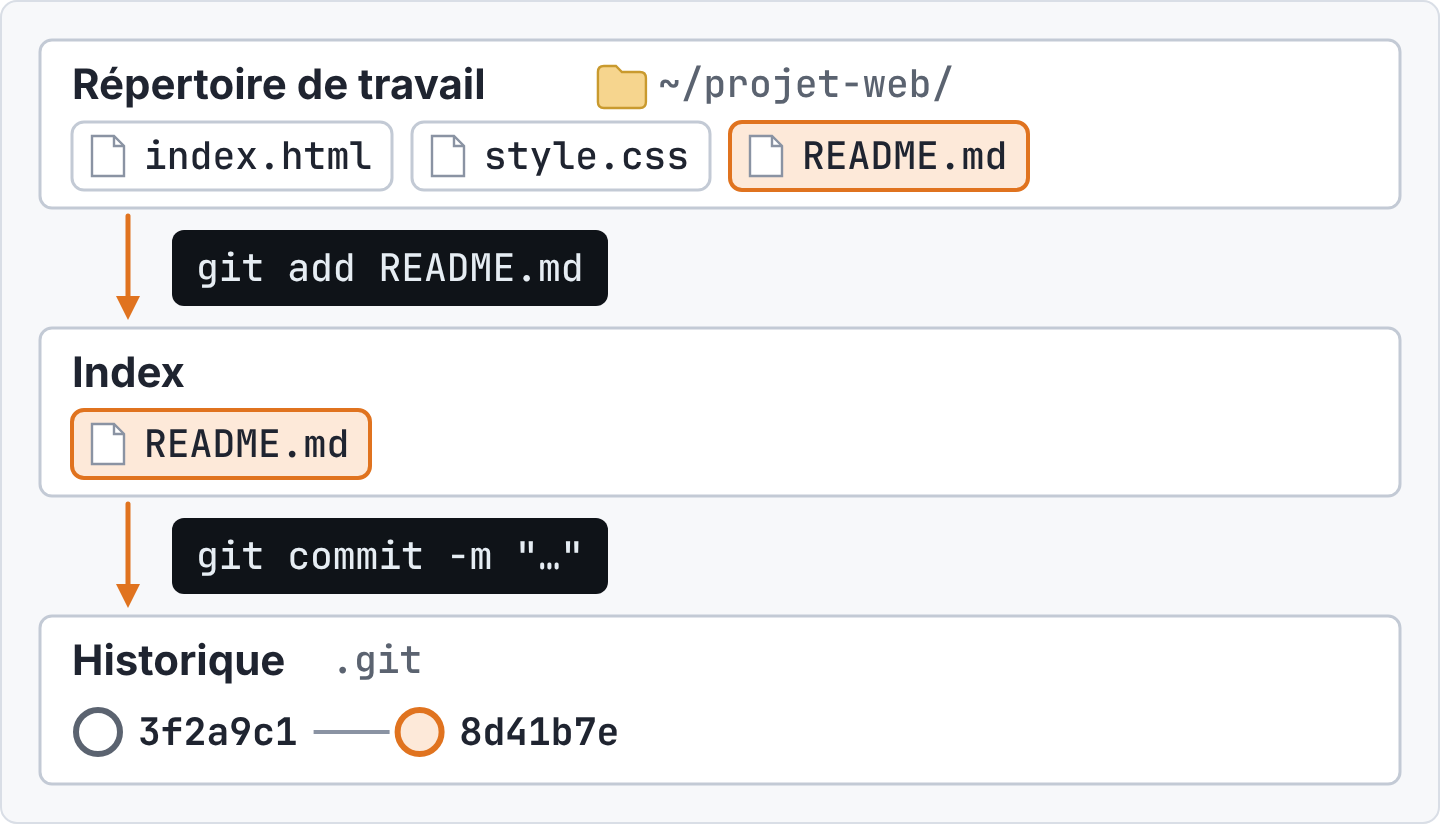 Répertoire de travail ~/projet-web/
index.html style.css README.md
git add README.md
Index
README.md
git commit -m "…"
Historique .git
3f2a9c1 8d41b7e